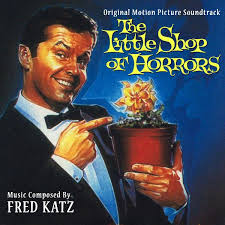 Original Motion Picture Soundtrack
The
Little Shop
of Horrors
Music Composed By
FRED KATZ